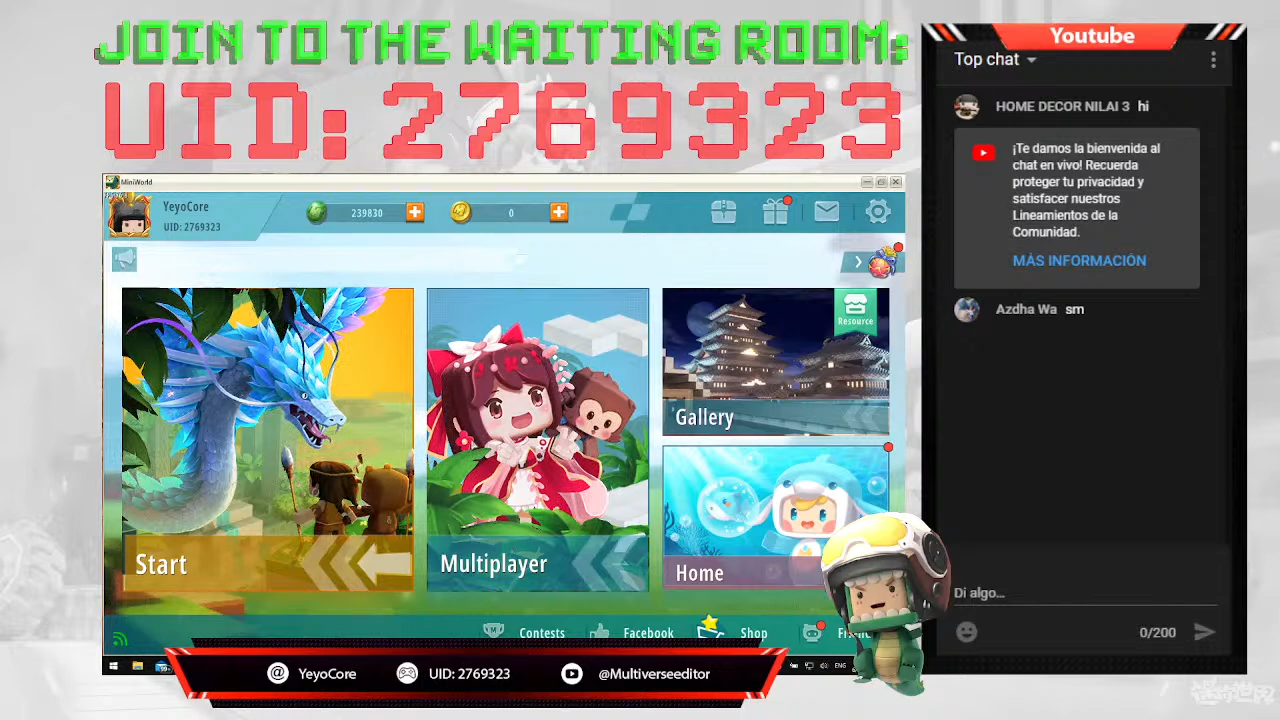 JOIN TO THE WAITING ROOM:
UID: 2769323
MiniWorld
YeyoCore
UID: 2769323
239830
0
Resource
Start
Multiplayer
Gallery
Home
Contests
Facebook
Shop
ENG
YeyoCore
UID: 2769323
@Multiverseeditor
Youtube
Top chat
HOME DECOR NILAI 3 hi
¡Te damos la bienvenida al
chat en vivo! Recuerda
proteger tu privacidad y
satisfacer nuestros
Lineamientos de la
Comunidad.
MÁS INFORMACIÓN
Azdha Wa sm
Di algo...
0/200